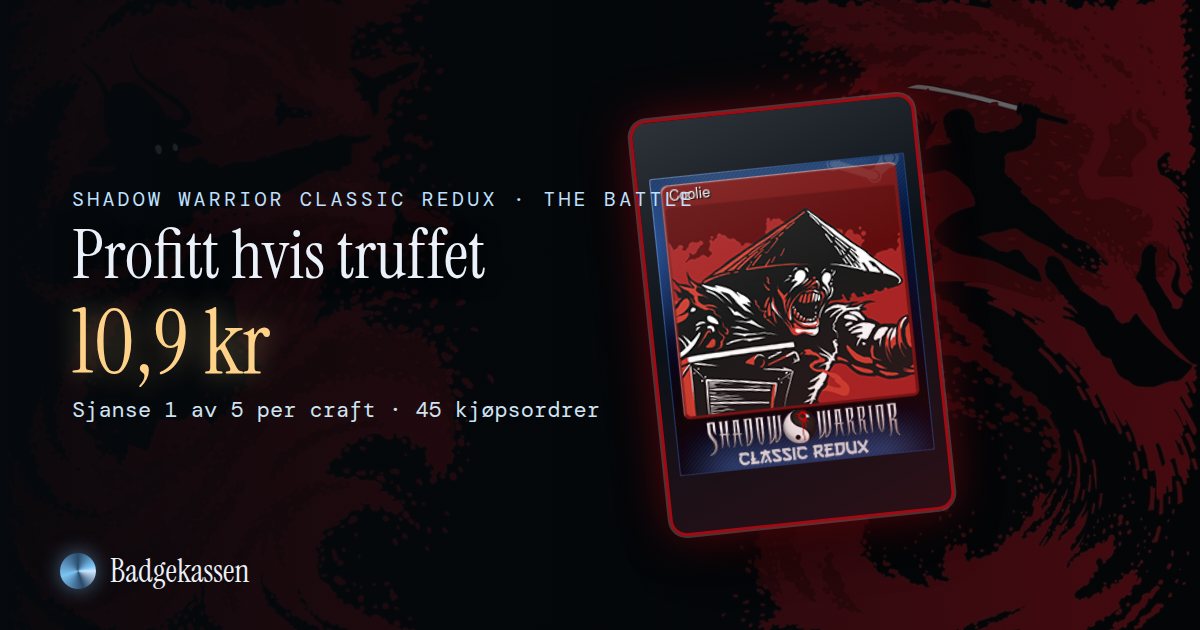 SHADOW WARRIOR CLASSIC REDUX · THE BATTLE
Profitt hvis truffet
10,9 kr
Sjanse 1 av 5 per craft · 45 kjøpsordrer
Badgekassen
Coolie
SHADOW WARRIOR
CLASSIC REDUX